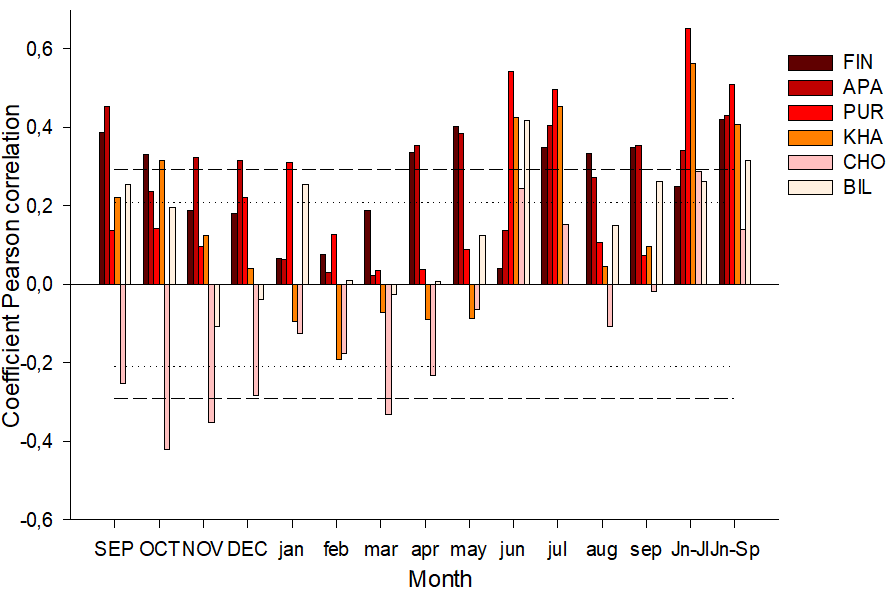 Coefficient Pearson correlation
0,6
0,4
0,2
0,0
-0,2
-0,4
-0,6
SEP OCT NOV DEC jan feb mar apr may jun jul aug sep Jn-Jl Jn-Sp
Month
FIN
APA
PUR
KHA
CHO
BIL